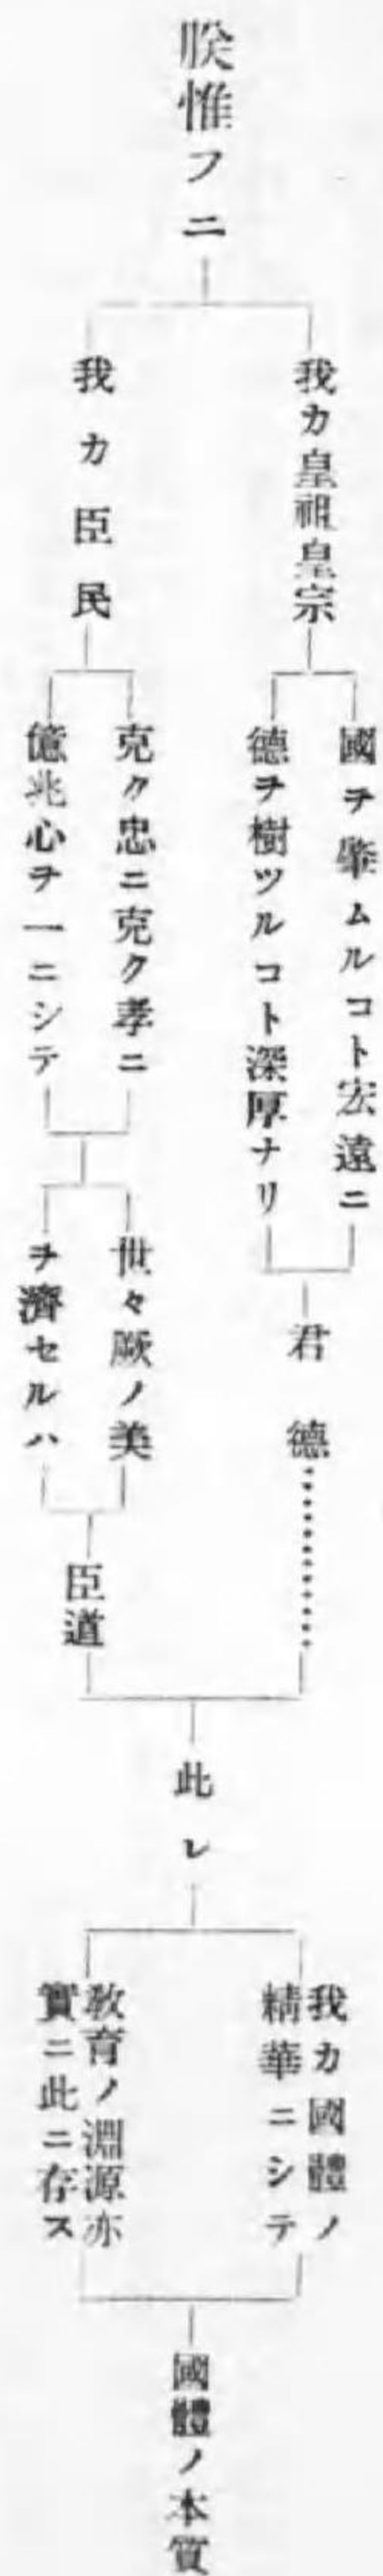 朕惟フニ
我カ皇祖皇宗
國ヲ肇ムルコト宏遠ニ
德ヲ樹ツルコト深厚ナリ
君德
我カ臣民
克ク忠ニ克ク孝ニ
億兆心ヲ一ニシテ
世々厥ノ美
ヲ濟セルハ
臣道
此レ
我カ國體ノ
精華ニシテ
敎育ノ淵源亦
實ニ此ニ存ス
國體ノ本質